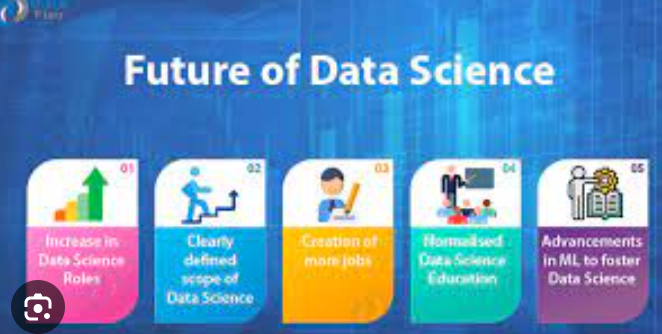 Flair
Future of Data Science
01
Increase in
Data Science
Roles
02
Clearly
defined
scope of
Data Science
03
Creation of
more jobs
04
Normalised
Data Science
Education
05
Advancements
in ML to foster
Data Science